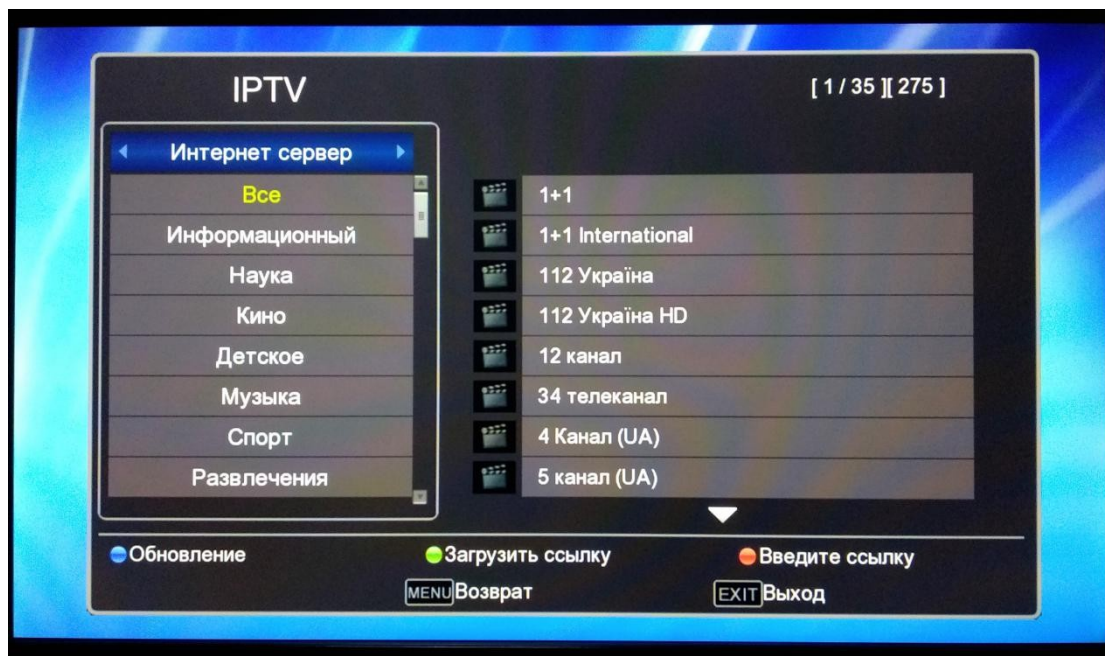 IPTV
[ 1 / 35 ][ 275 ]
Интернет сервер
Все
Информационный
Наука
Кино
Детское
Музыка
Спорт
Развлечения
1+1
1+1 International
112 Україна
112 Україна HD
12 канал
34 телеканал
4 Канал (UA)
5 канал (UA)
Обновление
Загрузить ссылку
Введите ссылку
MENU Возврат
EXIT Выход